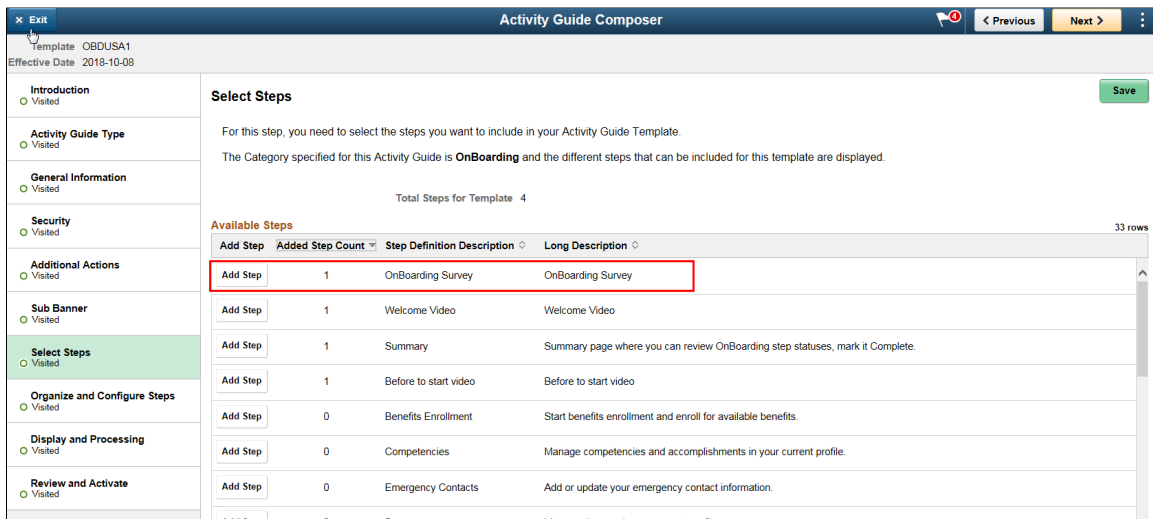 × Exit
Activity Guide Composer
4
Previous
Next
Template OBDUSA1
Effective Date 2018-10-08
Introduction
Visited
Activity Guide Type
Visited
General Information
Visited
Security
Visited
Additional Actions
Visited
Sub Banner
Visited
Select Steps
Visited
Organize and Configure Steps
Visited
Display and Processing
Visited
Review and Activate
Visited
Select Steps
Save
For this step, you need to select the steps you want to include in your Activity Guide Template.
The Category specified for this Activity Guide is OnBoarding and the different steps that can be included for this template are displayed.
Total Steps for Template 4
Available Steps
33 rows
Add Step Added Step Count Step Definition Description Long Description
Add Step 1 OnBoarding Survey OnBoarding Survey
Add Step 1 Welcome Video Welcome Video
Add Step 1 Summary Summary page where you can review OnBoarding step statuses, mark it Complete.
Add Step 1 Before to start video Before to start video
Add Step 0 Benefits Enrollment Start benefits enrollment and enroll for available benefits.
Add Step 0 Competencies Manage competencies and accomplishments in your current profile.
Add Step 0 Emergency Contacts Add or update your emergency contact information.